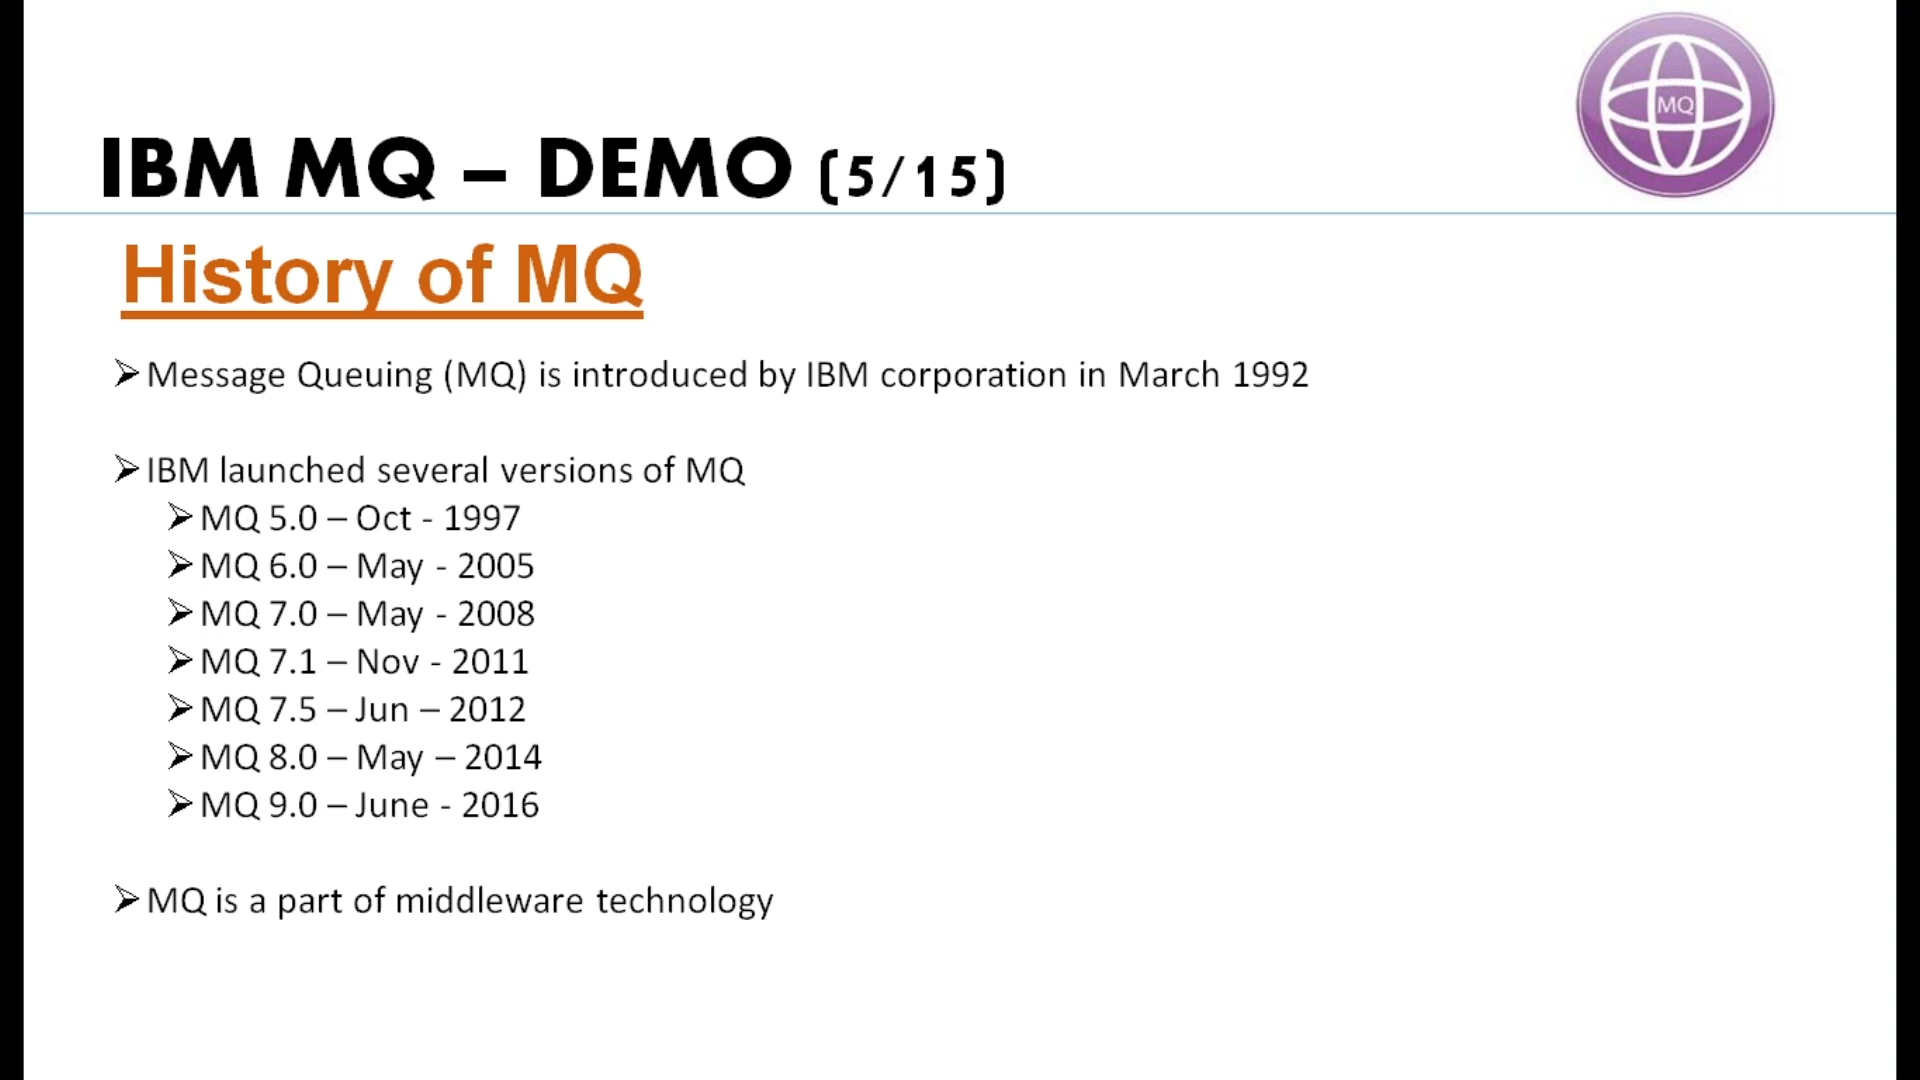 MQ
IBM MQ – DEMO (5/15)
History of MQ
➢Message Queuing (MQ) is introduced by IBM corporation in March 1992
➢IBM launched several versions of MQ
➢MQ 5.0 – Oct - 1997
➢MQ 6.0 – May - 2005
➢MQ 7.0 – May - 2008
➢MQ 7.1 – Nov - 2011
➢MQ 7.5 – Jun – 2012
➢MQ 8.0 – May – 2014
➢MQ 9.0 – June - 2016
➢MQ is a part of middleware technology